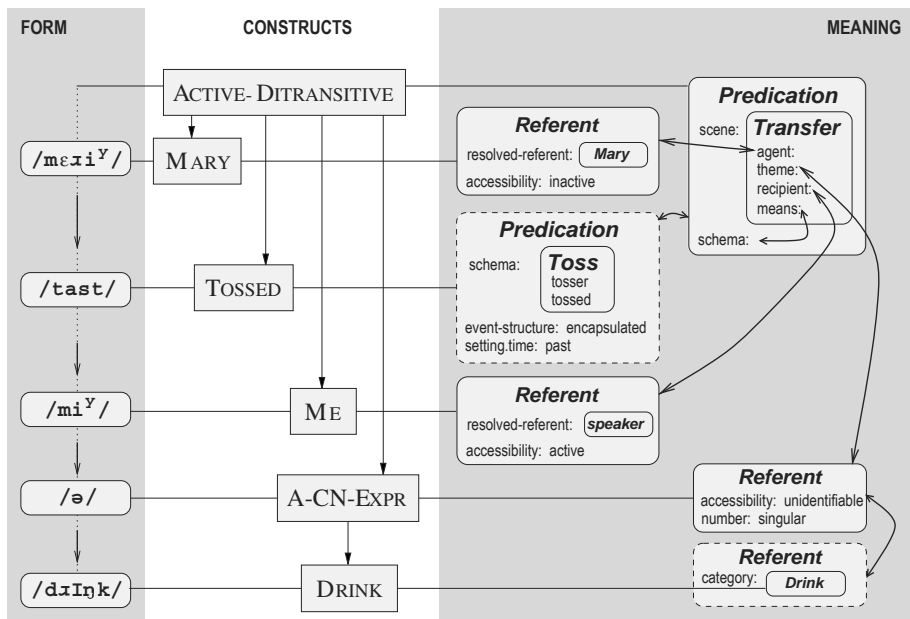 FORM
CONSTRUCTS
MEANING
ACTIVE-DITRANSITIVE
Predication
scene:
Transfer
agent:
theme:
recipient:
means:
schema:
/mɛɹiʸ/
MARY
Referent
resolved-referent: Mary
accessibility: inactive
/tast/
TOSSED
Predication
schema:
Toss
tosser
tossed
event-structure: encapsulated
setting.time: past
/miʸ/
ME
Referent
resolved-referent: speaker
accessibility: active
/ə/
A-CN-EXPR
Referent
accessibility: unidentifiable
number: singular
/dɹIŋk/
DRINK
Referent
category: Drink